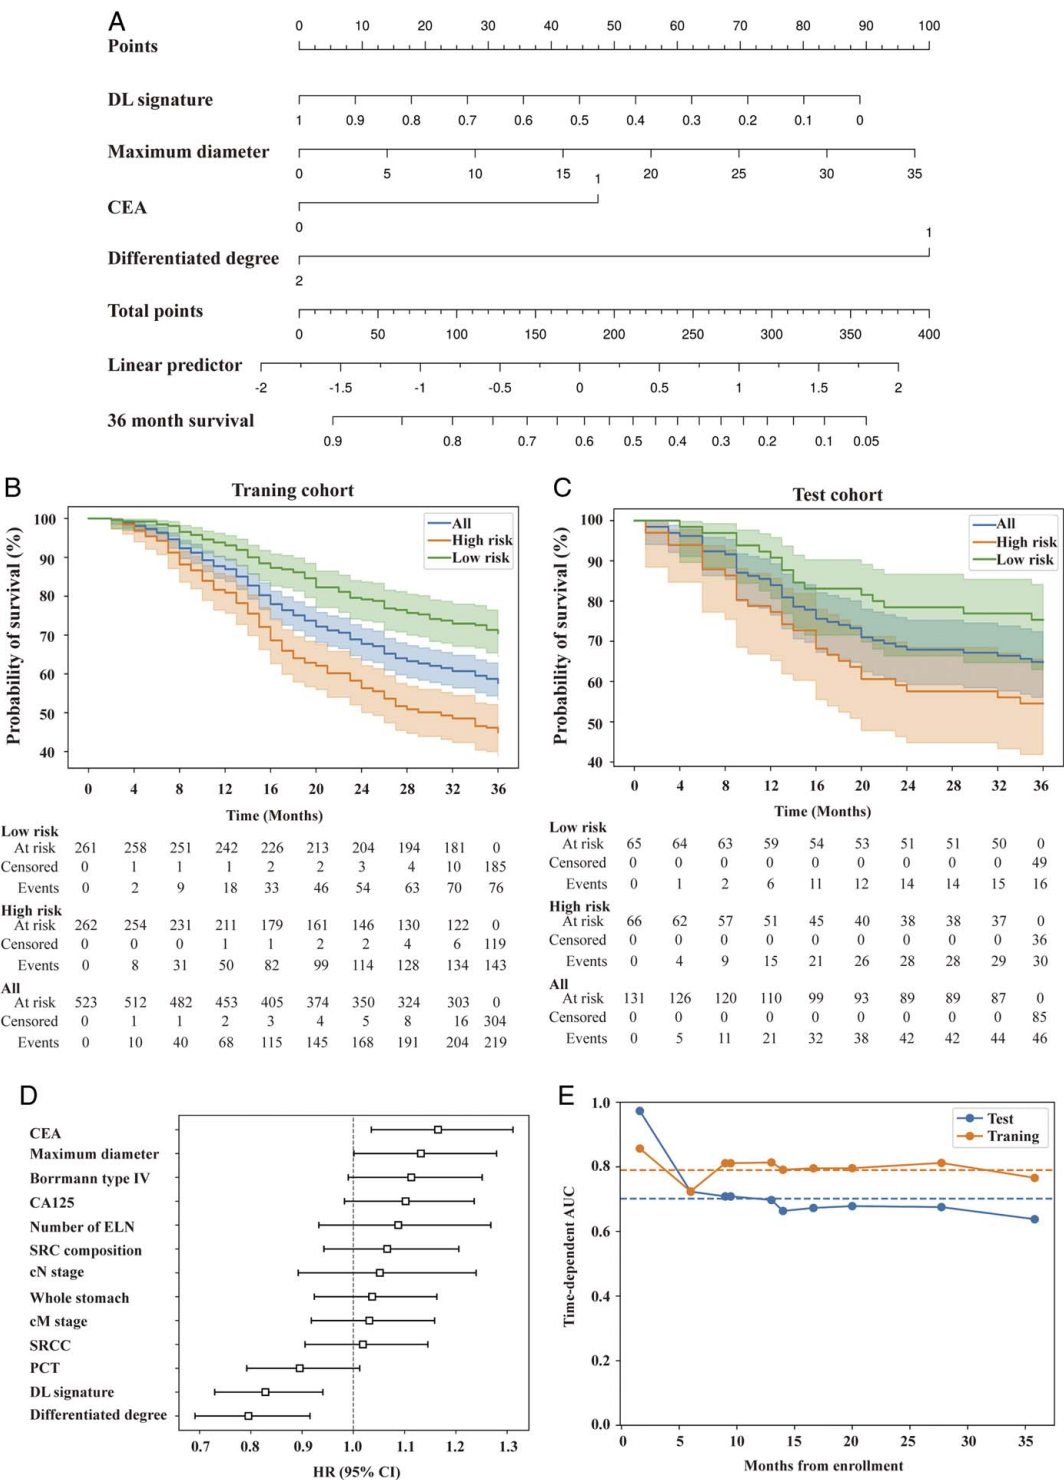 A
0 10 20 30 40 50 60 70 80 90 100
Points
DL signature
1 0.9 0.8 0.7 0.6 0.5 0.4 0.3 0.2 0.1 0
Maximum diameter
0 5 10 15 20 25 30 35
1
CEA
0
1
Differentiated degree
2
Total points
0 50 100 150 200 250 300 350 400
Linear predictor
-2 -1.5 -1 -0.5 0 0.5 1 1.5 2
36 month survival
0.9 0.8 0.7 0.6 0.5 0.4 0.3 0.2 0.1 0.05
B
Traning cohort
Probability of survival (%)
100
90
80
70
60
50
40
All
High risk
Low risk
0 4 8 12 16 20 24 28 32 36
Time (Months)
Low risk
At risk 261 258 251 242 226 213 204 194 181 0
Censored 0 1 1 1 2 2 3 4 10 185
Events 0 2 9 18 33 46 54 63 70 76
High risk
At risk 262 254 231 211 179 161 146 130 122 0
Censored 0 0 0 1 1 2 2 4 6 119
Events 0 8 31 50 82 99 114 128 134 143
All
At risk 523 512 482 453 405 374 350 324 303 0
Censored 0 1 1 2 3 4 5 8 16 304
Events 0 10 40 68 115 145 168 191 204 219
C
Test cohort
Probability of survival (%)
100
90
80
70
60
50
40
All
High risk
Low risk
0 4 8 12 16 20 24 28 32 36
Time (Months)
Low risk
At risk 65 64 63 59 54 53 51 51 50 0
Censored 0 0 0 0 0 0 0 0 0 49
Events 0 1 2 6 11 12 14 14 15 16
High risk
At risk 66 62 57 51 45 40 38 38 37 0
Censored 0 0 0 0 0 0 0 0 0 36
Events 0 4 9 15 21 26 28 28 29 30
All
At risk 131 126 120 110 99 93 89 89 87 0
Censored 0 0 0 0 0 0 0 0 0 85
Events 0 5 11 21 32 38 42 42 44 46
D
CEA
Maximum diameter
Borrmann type IV
CA125
Number of ELN
SRC composition
cN stage
Whole stomach
cM stage
SRCC
PCT
DL signature
Differentiated degree
0.7 0.8 0.9 1.0 1.1 1.2 1.3
HR (95% CI)
E
Time-dependent AUC
1.0
0.8
0.6
0.4
0.2
0.0
Test
Traning
0 5 10 15 20 25 30 35
Months from enrollment